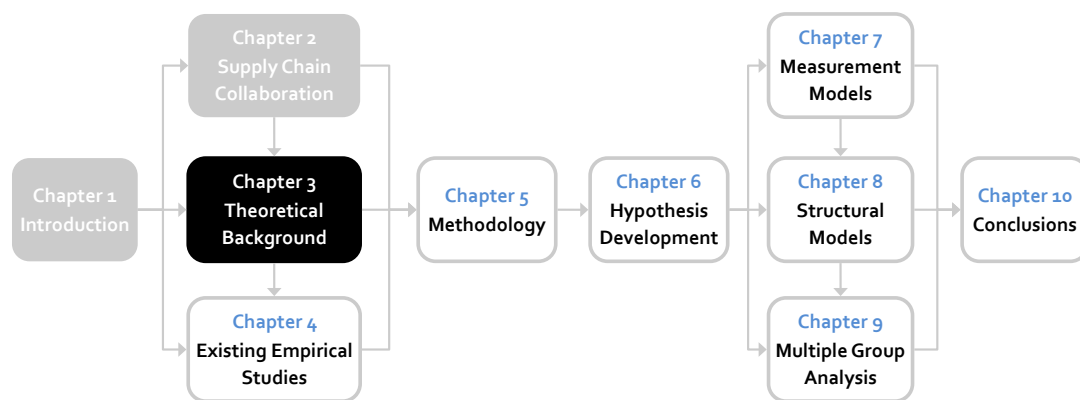 Chapter 1
Introduction
Chapter 2
Supply Chain
Collaboration
Chapter 3
Theoretical
Background
Chapter 4
Existing Empirical
Studies
Chapter 5
Methodology
Chapter 6
Hypothesis
Development
Chapter 7
Measurement
Models
Chapter 8
Structural
Models
Chapter 9
Multiple Group
Analysis
Chapter 10
Conclusions